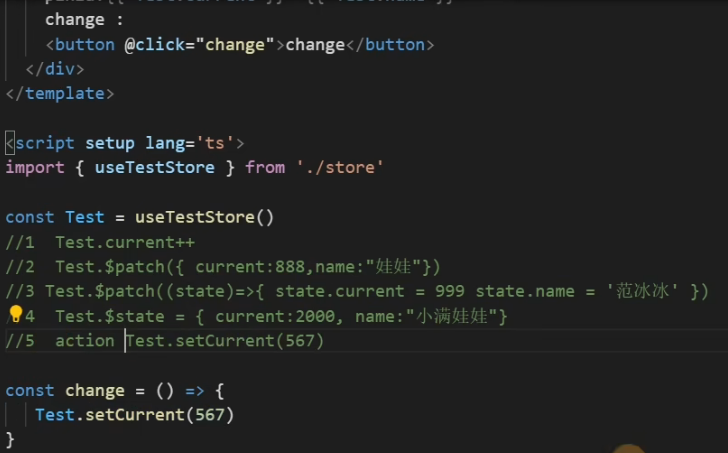 change :
<button @click="change">change</button>
</div>
</template>
<script setup lang='ts'>
import { useTestStore } from './store'
const Test = useTestStore()
//1  Test.current++
//2  Test.$patch({ current:888,name:"娃娃"})
//3 Test.$patch((state)=>{ state.current = 999 state.name = '范冰冰' })
//4  Test.$state = { current:2000, name:"小满娃娃"}
//5  action Test.setCurrent(567)
const change = () => {
Test.setCurrent(567)
}